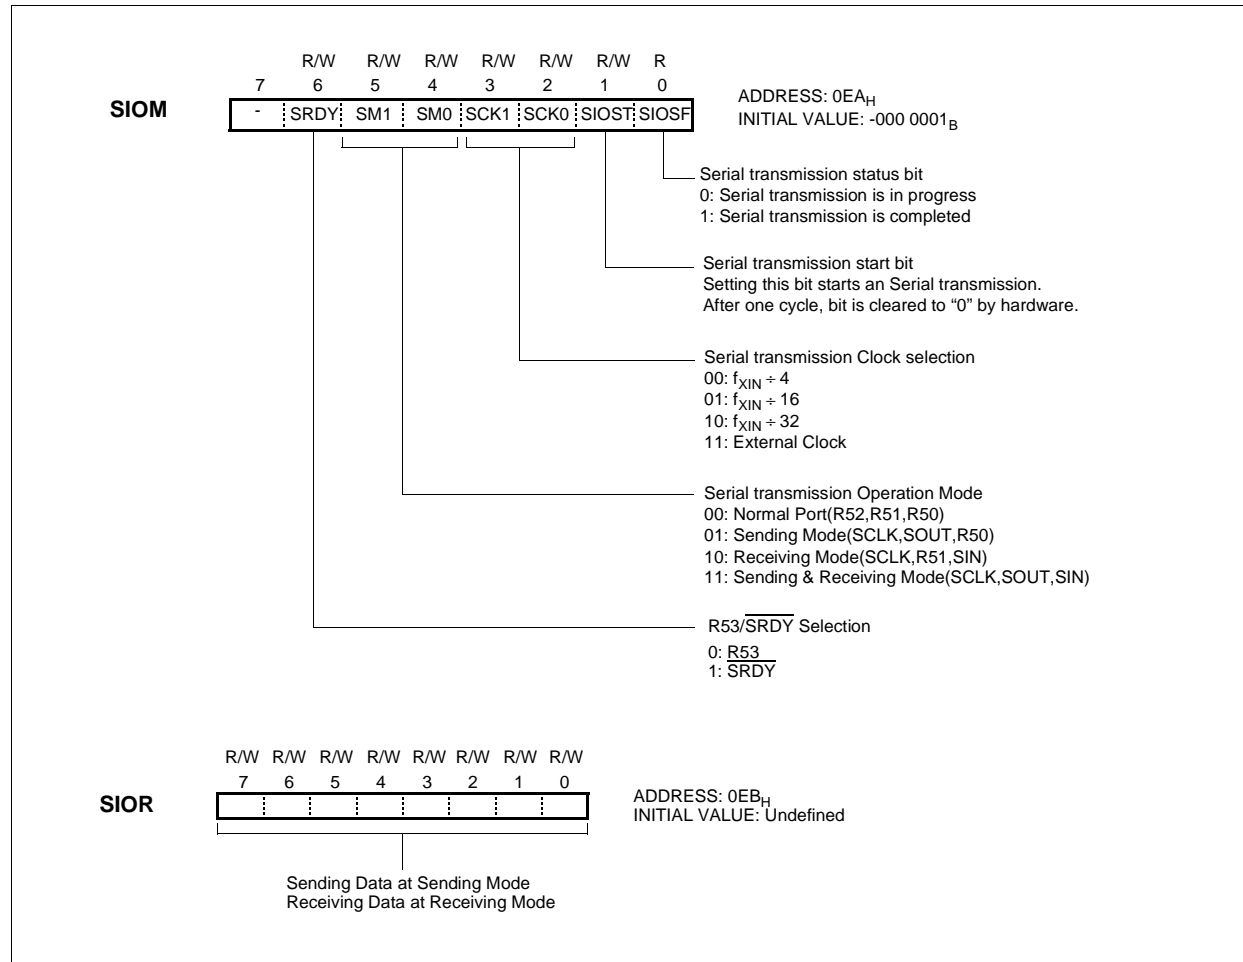 R/W R/W R/W R/W R/W R/W R
7 6 5 4 3 2 1 0
SIOM
- SRDY SM1 SM0 SCK1 SCK0 SIOST SIOSF
ADDRESS: 0EAH
INITIAL VALUE: -000 0001B
Serial transmission status bit
0: Serial transmission is in progress
1: Serial transmission is completed
Serial transmission start bit
Setting this bit starts an Serial transmission.
After one cycle, bit is cleared to “0” by hardware.
Serial transmission Clock selection
00: fXIN ÷ 4
01: fXIN ÷ 16
10: fXIN ÷ 32
11: External Clock
Serial transmission Operation Mode
00: Normal Port(R52,R51,R50)
01: Sending Mode(SCLK,SOUT,R50)
10: Receiving Mode(SCLK,R51,SIN)
11: Sending & Receiving Mode(SCLK,SOUT,SIN)
R53/SRDY Selection
0: R53
1: SRDY
R/W R/W R/W R/W R/W R/W R/W R/W
7 6 5 4 3 2 1 0
SIOR
ADDRESS: 0EBH
INITIAL VALUE: Undefined
Sending Data at Sending Mode
Receiving Data at Receiving Mode